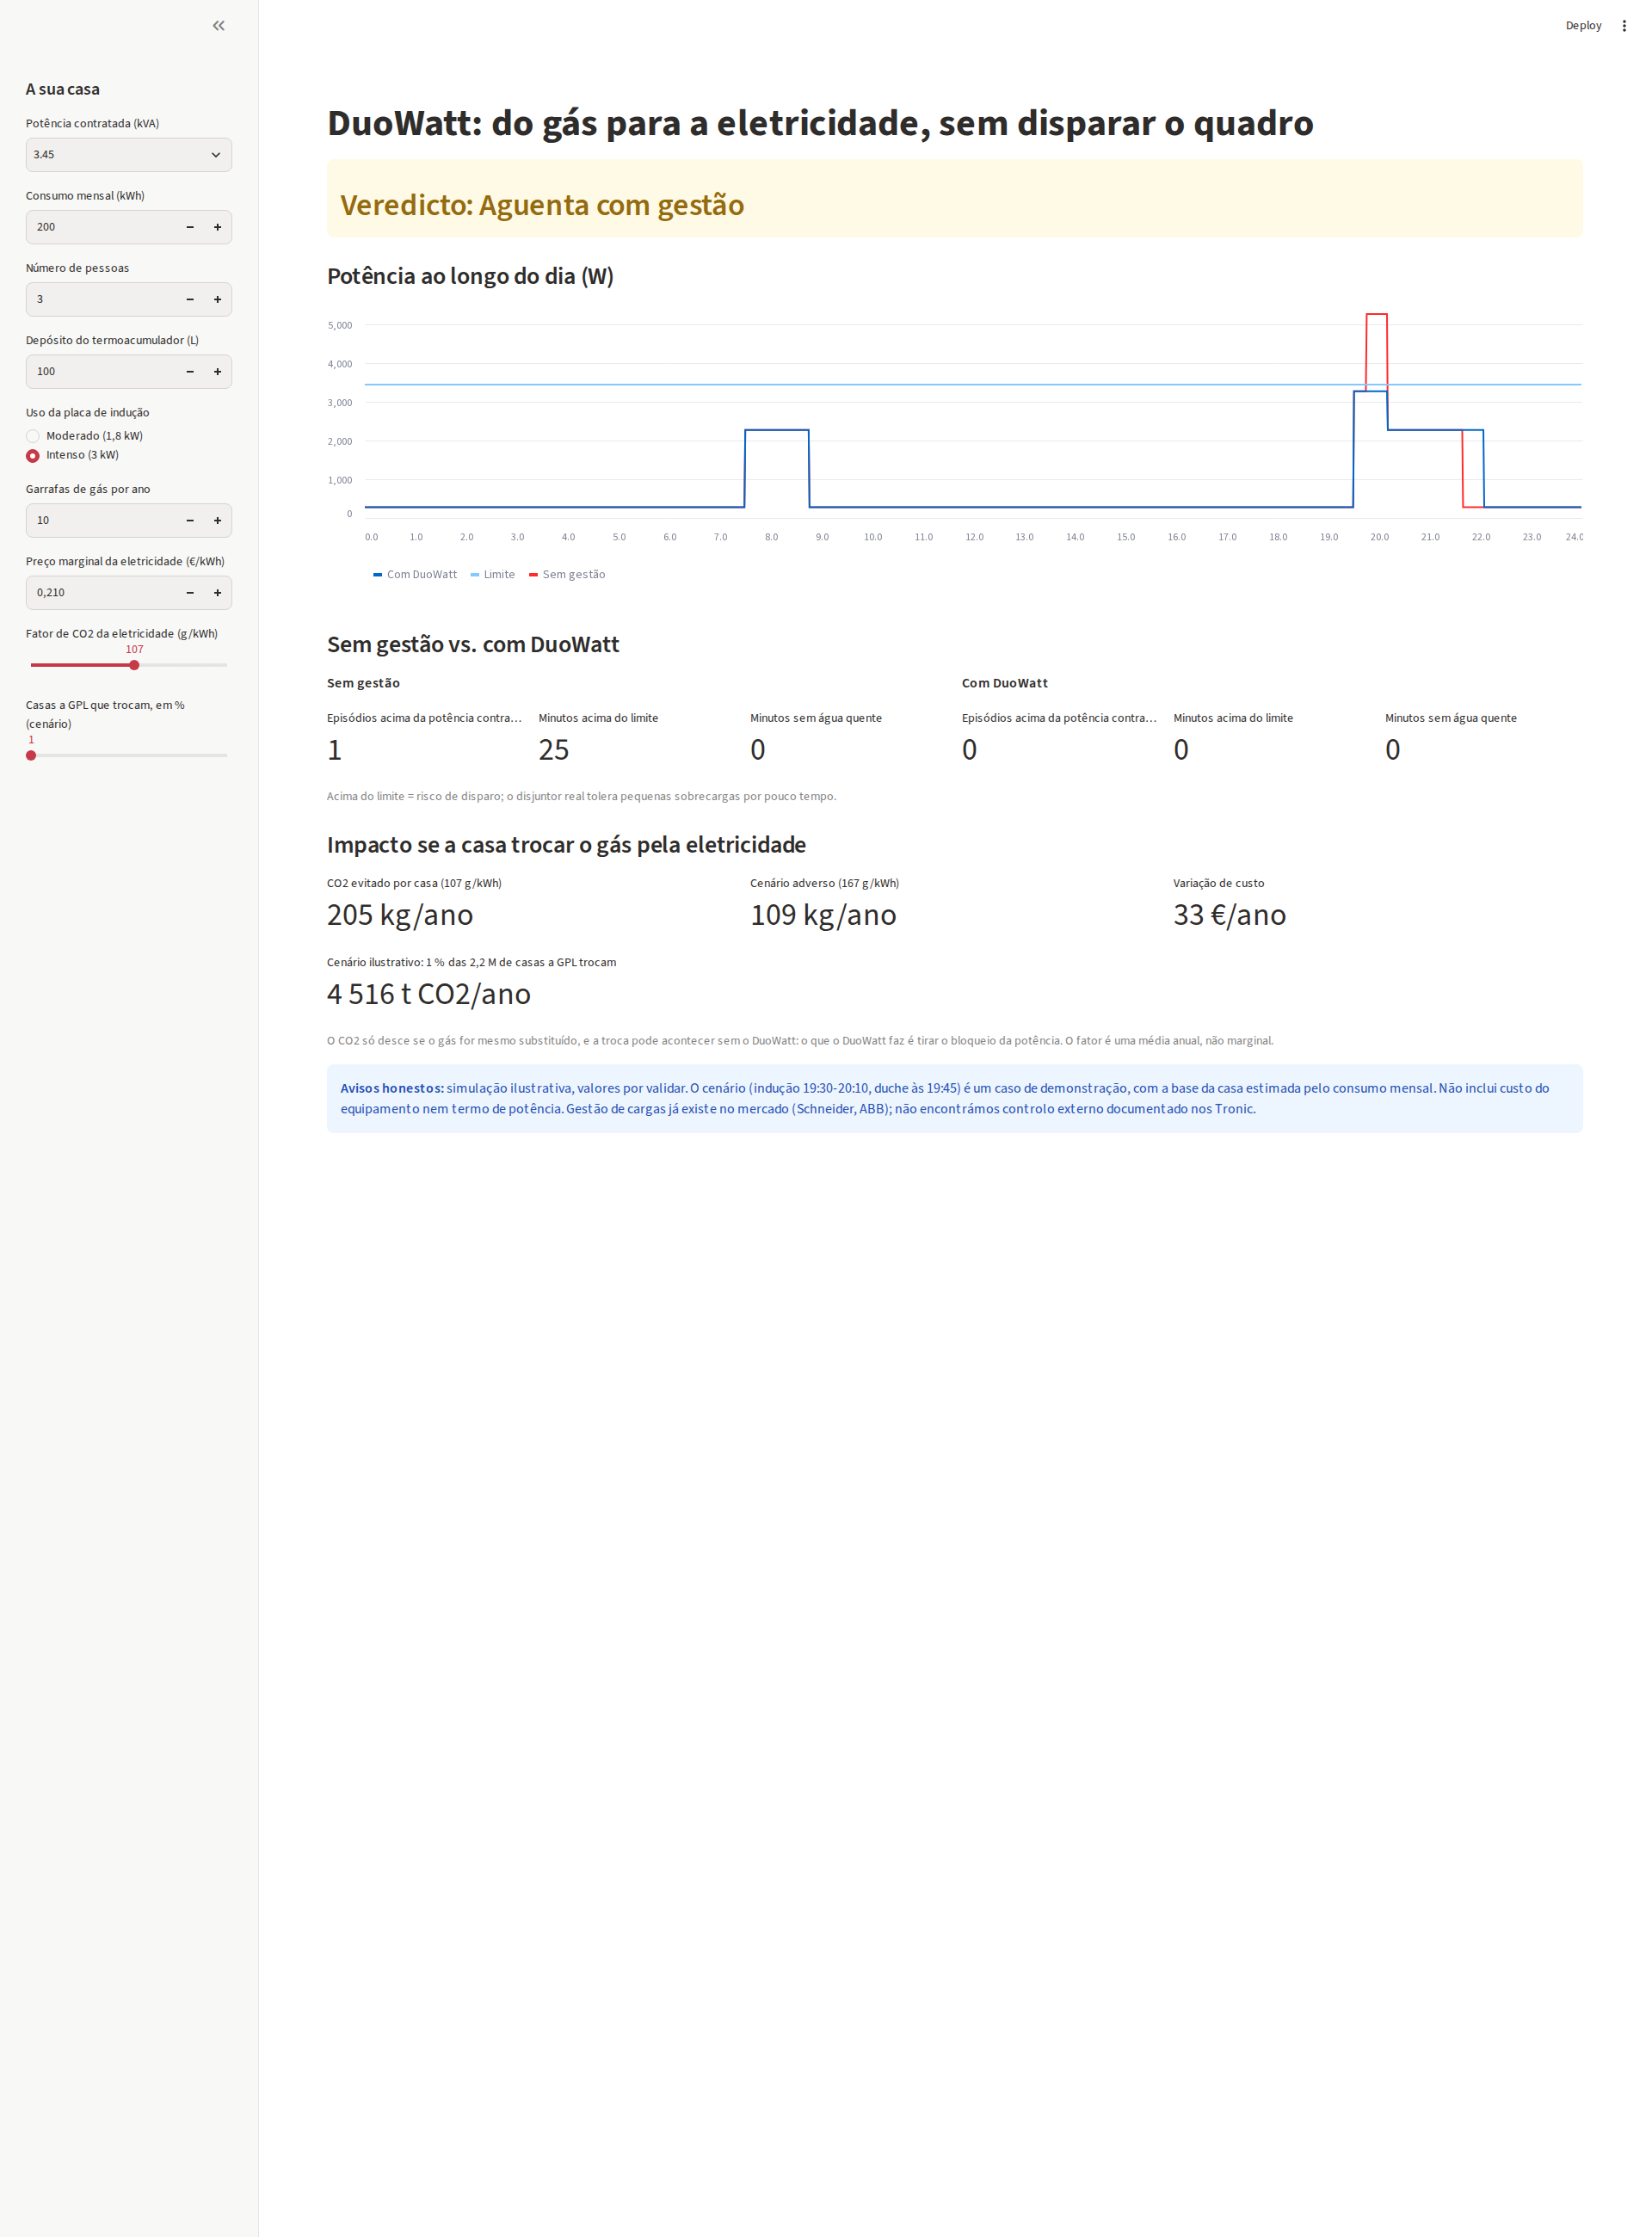 Deploy
A sua casa
Potência contratada (kVA)
3.45
Consumo mensal (kWh)
200
Número de pessoas
3
Depósito do termoacumulador (L)
100
Uso da placa de indução
Moderado (1,8 kW)
Intenso (3 kW)
Garrafas de gás por ano
10
Preço marginal da eletricidade (€/kWh)
0,210
Fator de CO2 da eletricidade (g/kWh)
107
Casas a GPL que trocam, em %
(cenário)
1
DuoWatt: do gás para a eletricidade, sem disparar o quadro
Veredicto: Aguenta com gestão
Potência ao longo do dia (W)
5,000
4,000
3,000
2,000
1,000
0
0.0 1.0 2.0 3.0 4.0 5.0 6.0 7.0 8.0 9.0 10.0 11.0 12.0 13.0 14.0 15.0 16.0 17.0 18.0 19.0 20.0 21.0 22.0 23.0 24.0
Com DuoWatt Limite Sem gestão
Sem gestão vs. com DuoWatt
Sem gestão Com DuoWatt
Episódios acima da potência contra… Minutos acima do limite Minutos sem água quente Episódios acima da potência contra… Minutos acima do limite Minutos sem água quente
1 25 0 0 0 0
Acima do limite = risco de disparo; o disjuntor real tolera pequenas sobrecargas por pouco tempo.
Impacto se a casa trocar o gás pela eletricidade
CO2 evitado por casa (107 g/kWh) Cenário adverso (167 g/kWh) Variação de custo
205 kg/ano 109 kg/ano 33 €/ano
Cenário ilustrativo: 1 % das 2,2 M de casas a GPL trocam
4 516 t CO2/ano
O CO2 só desce se o gás for mesmo substituído, e a troca pode acontecer sem o DuoWatt: o que o DuoWatt faz é tirar o bloqueio da potência. O fator é uma média anual, não marginal.
Avisos honestos: simulação ilustrativa, valores por validar. O cenário (indução 19:30-20:10, duche às 19:45) é um caso de demonstração, com a base da casa estimada pelo consumo mensal. Não inclui custo do
equipamento nem termo de potência. Gestão de cargas já existe no mercado (Schneider, ABB); não encontrámos controlo externo documentado nos Tronic.